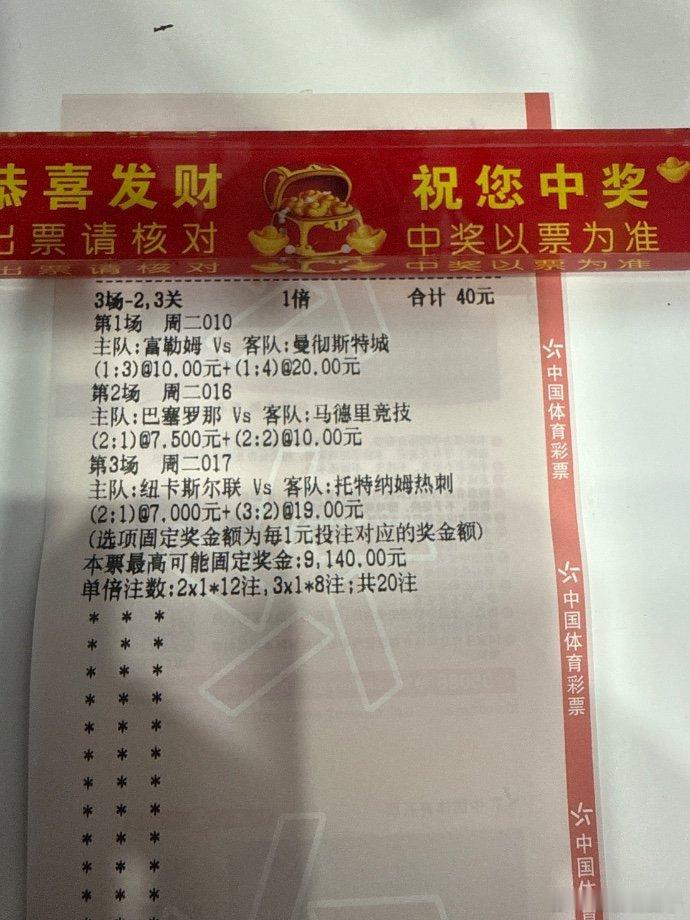 恭喜发财 祝您中奖
出票请核对 中奖以票为准
3场-2,3关 1倍 合计 40元
第1场 周二010
主队:富勒姆 Vs 客队:曼彻斯特城
(1:3)@10.00元+(1:4)@20.00元
第2场 周二016
主队:巴塞罗那 Vs 客队:马德里竞技
(2:1)@7.500元+(2:2)@10.00元
第3场 周二017
主队:纽卡斯尔联 Vs 客队:托特纳姆热刺
(2:1)@7.000元+(3:2)@19.00元
(选项固定奖金额为每1元投注对应的奖金额)
本票最高可能固定奖金:9,140.00元
单倍注数:2x1*12注,3x1*8注;共20注
* * *
* * *
* * *
* * *
* * *
* * *
* * *
* * *
* * *
* * *
* * *
中国体育彩票
中国体育彩票
中国体